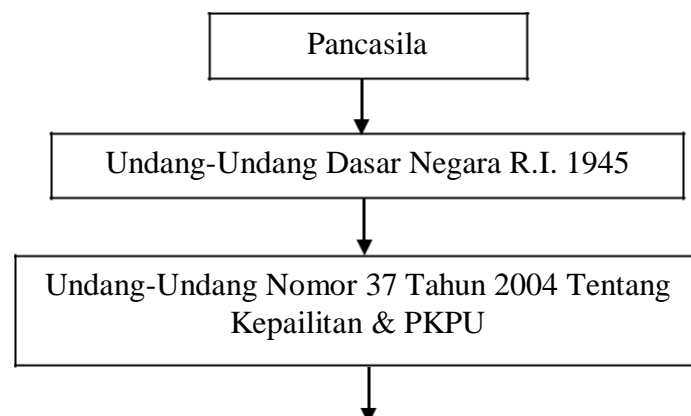 Pancasila
Undang-Undang Dasar Negara R.I. 1945
Undang-Undang Nomor 37 Tahun 2004 Tentang
Kepailitan & PKPU